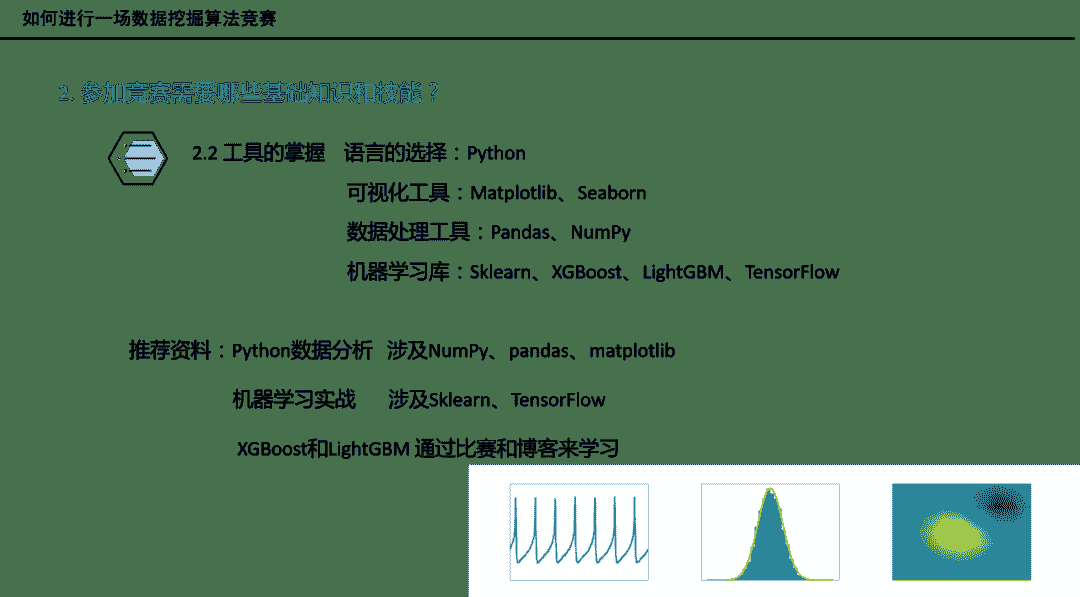 如何进行一场数据挖掘算法竞赛
2. 参加竞赛需要哪些基础知识和技能？
2.2 工具的掌握 语言的选择：Python
可视化工具：Matplotlib、Seaborn
数据处理工具：Pandas、NumPy
机器学习库：Sklearn、XGBoost、LightGBM、TensorFlow
推荐资料：Python数据分析 涉及NumPy、pandas、matplotlib
机器学习实战 涉及Sklearn、TensorFlow
XGBoost和LightGBM 通过比赛和博客来学习